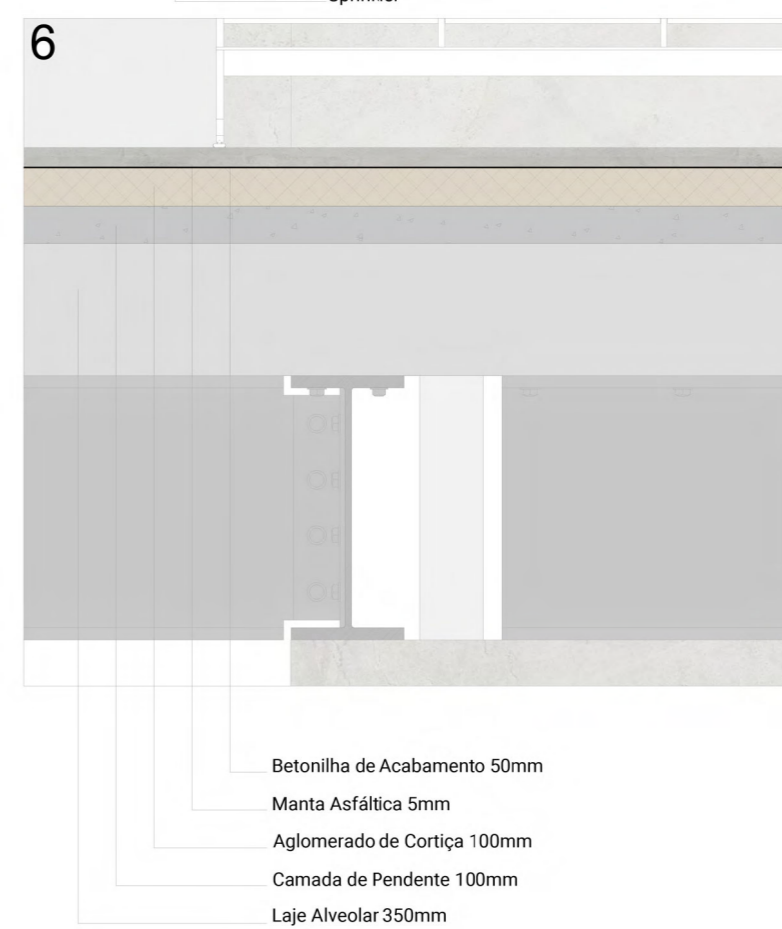 6
Betonilha de Acabamento 50mm
Manta Asfáltica 5mm
Aglomerado de Cortiça 100mm
Camada de Pendente 100mm
Laje Alveolar 350mm